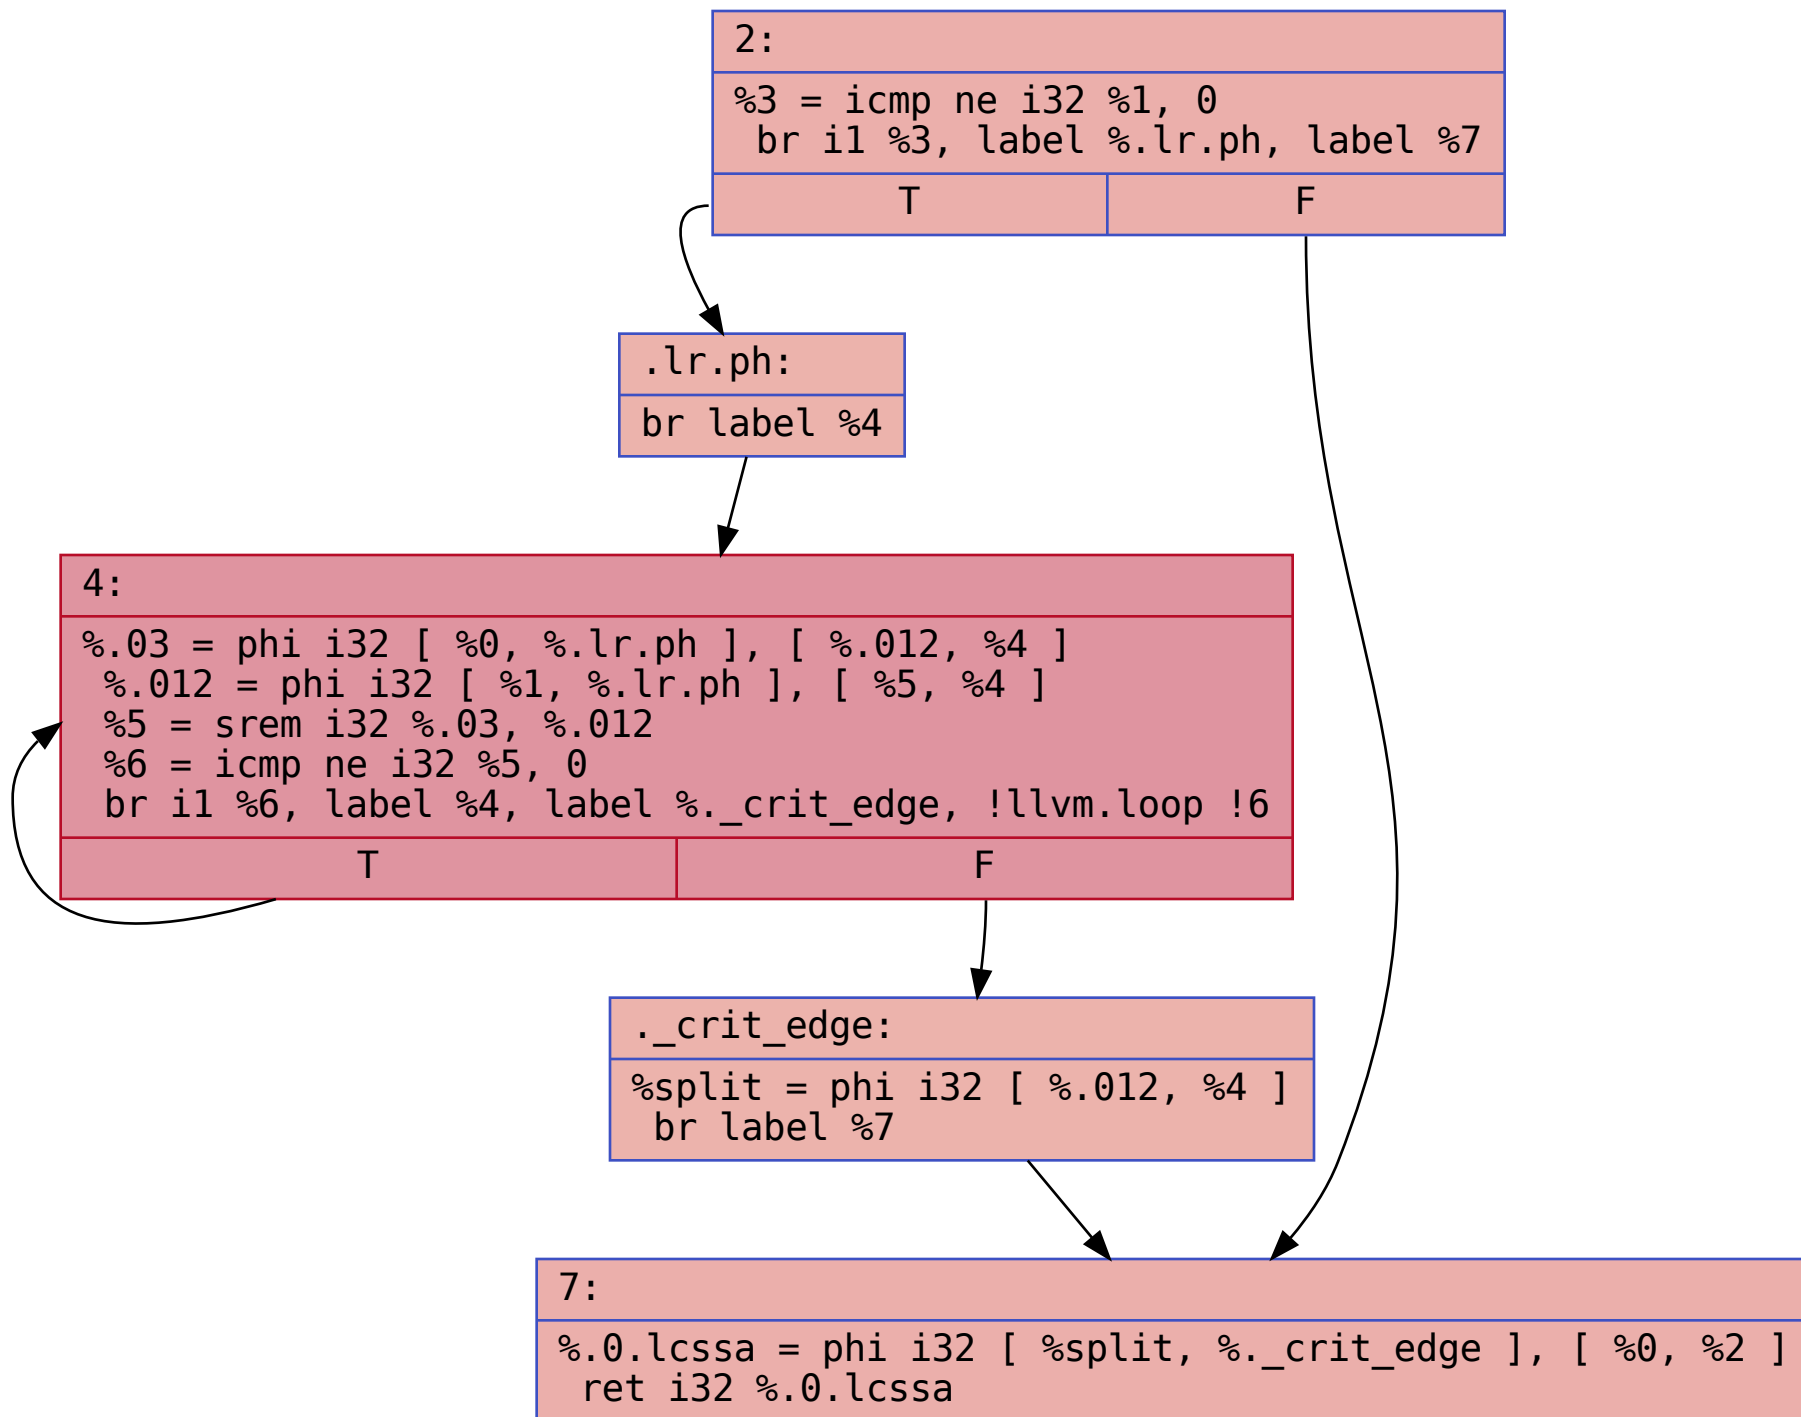 2:
%3 = icmp ne i32 %1, 0
br i1 %3, label %.lr.ph, label %7
T
F
.lr.ph:
br label %4
4:
%.03 = phi i32 [ %0, %.lr.ph ], [ %.012, %4 ]
%.012 = phi i32 [ %1, %.lr.ph ], [ %5, %4 ]
%5 = srem i32 %.03, %.012
%6 = icmp ne i32 %5, 0
br i1 %6, label %4, label %._crit_edge, !llvm.loop !6
T
F
._crit_edge:
%split = phi i32 [ %.012, %4 ]
br label %7
7:
%.0.lcssa = phi i32 [ %split, %._crit_edge ], [ %0, %2 ]
ret i32 %.0.lcssa